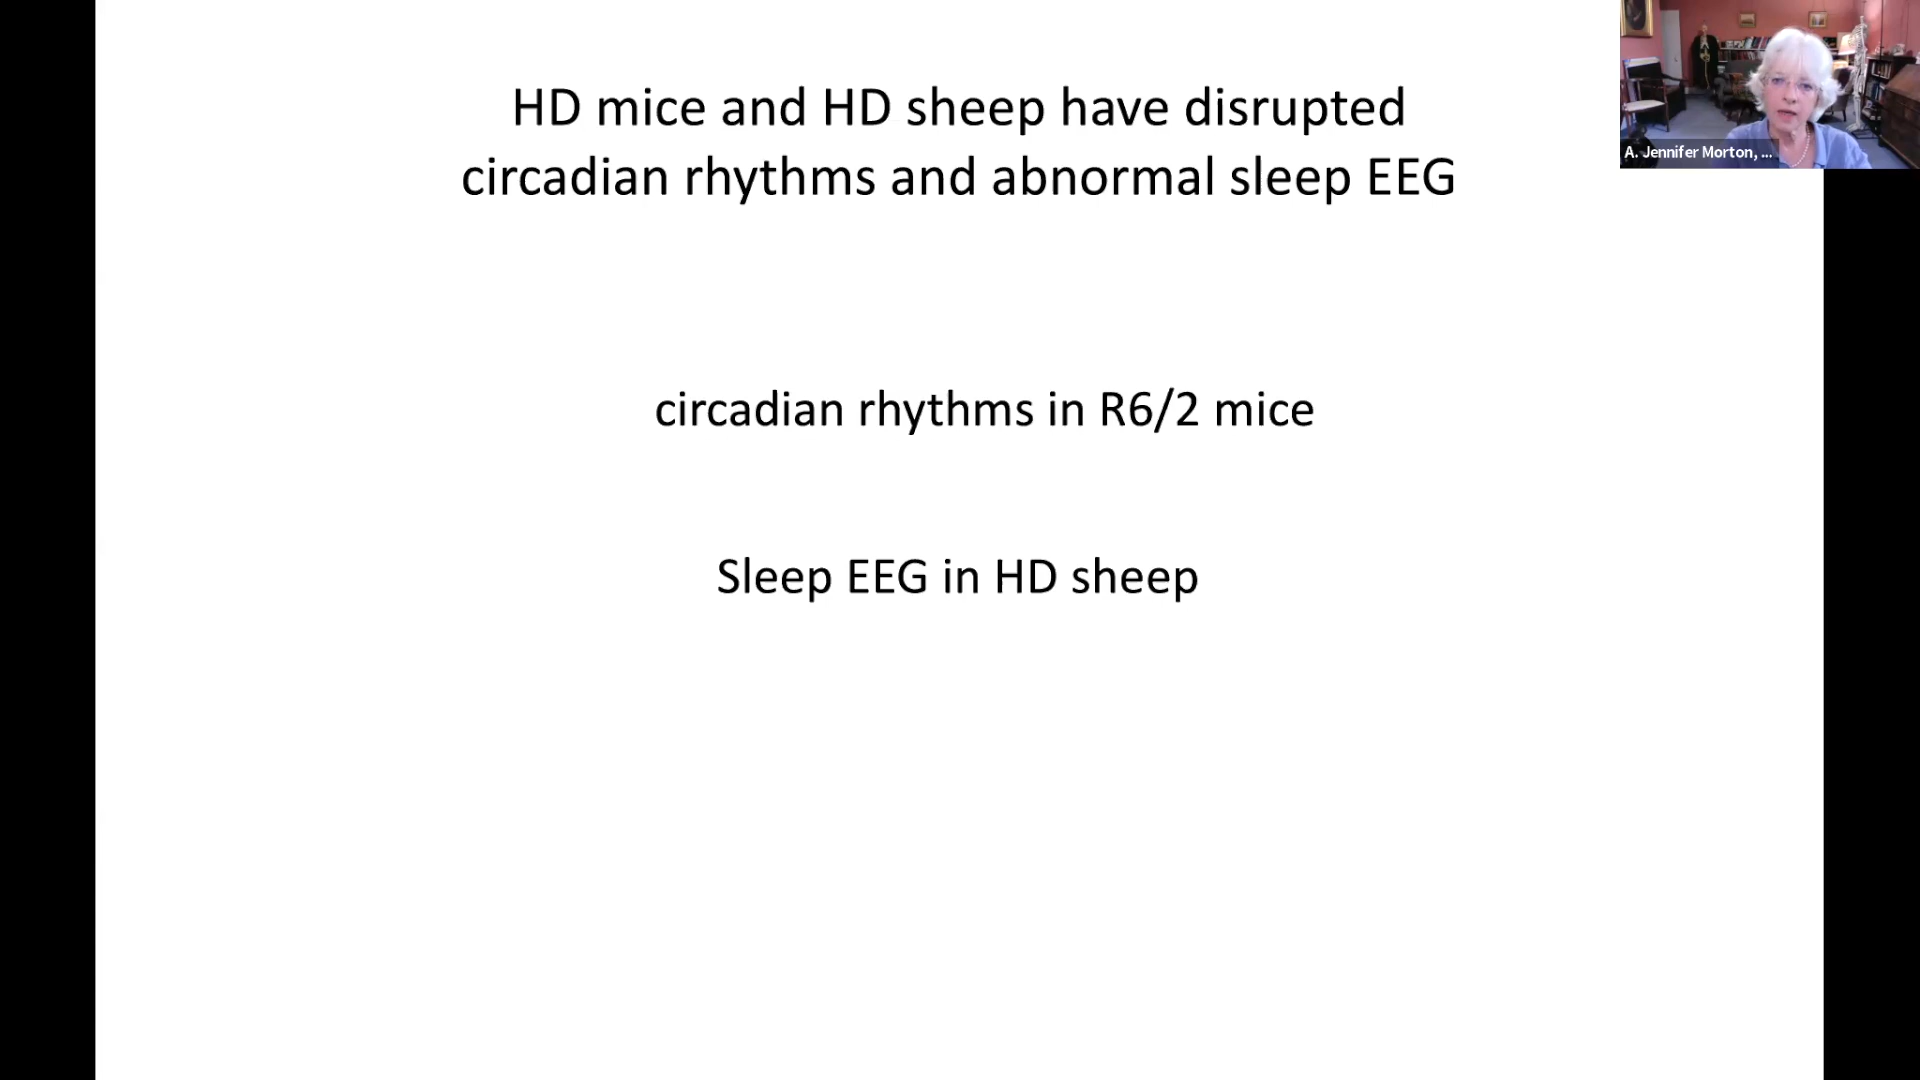 HD mice and HD sheep have disrupted
circadian rhythms and abnormal sleep EEG
circadian rhythms in R6/2 mice
Sleep EEG in HD sheep
A. Jennifer Morton, ...